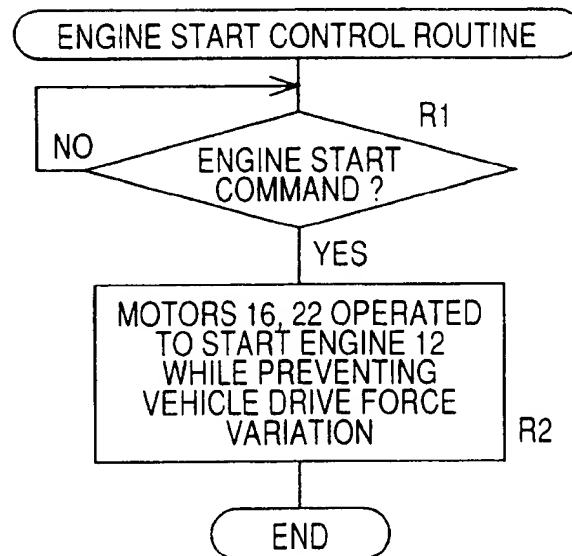 ENGINE START CONTROL ROUTINE
R1
NO
ENGINE START
COMMAND ?
YES
MOTORS 16, 22 OPERATED
TO START ENGINE 12
WHILE PREVENTING
VEHICLE DRIVE FORCE
VARIATION
R2
END